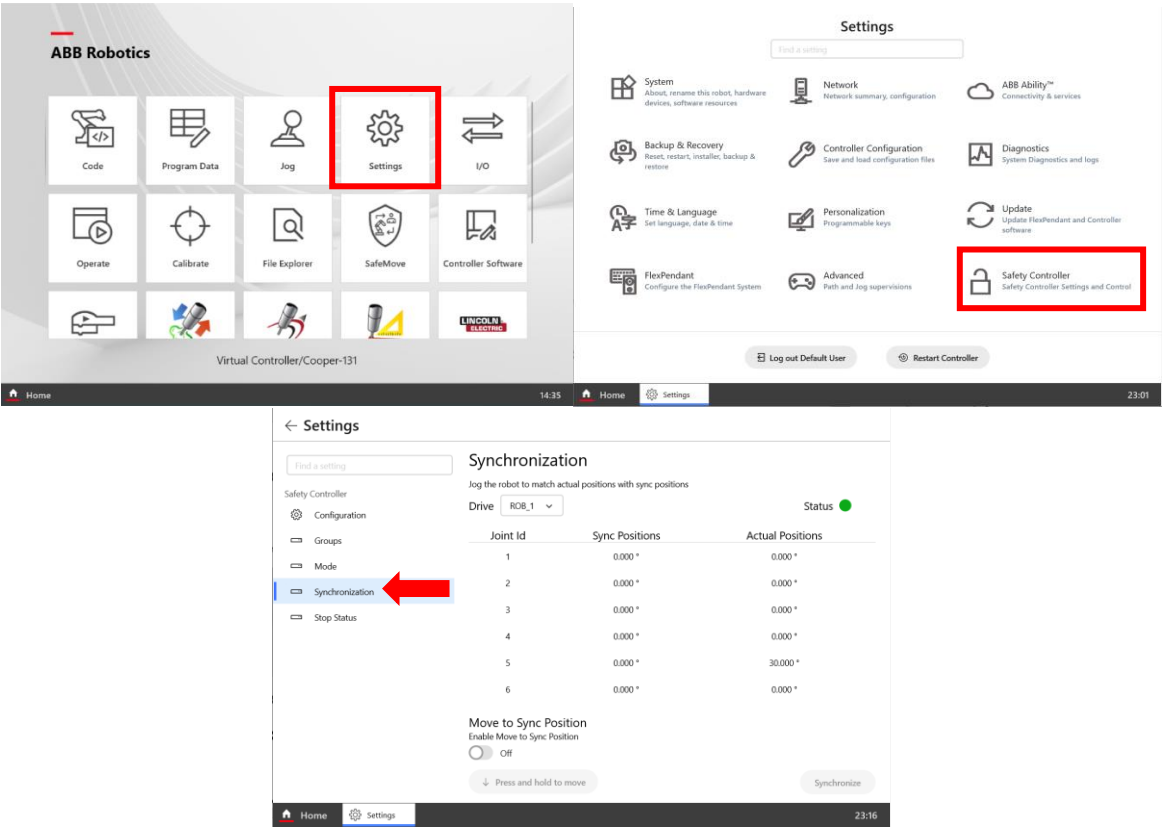 ABB Robotics
Code
Program Data
Jog
Settings
I/O
Operate
Calibrate
File Explorer
SafeMove
Controller Software
LINCOLN
ELECTRIC
Virtual Controller/Cooper-131
Home
14:35
Settings
Find a setting
System
About, rename this robot, hardware
devices, software resources
Network
Network summary, configuration
ABB Ability™
Connectivity & services
Backup & Recovery
Reset, restart, installer, backup &
restore
Controller Configuration
Save and load configuration files
Diagnostics
System Diagnostics and logs
Time & Language
Set language, date & time
Personalization
Programmable keys
Update
Update FlexPendant and Controller
software
FlexPendant
Configure the FlexPendant System
Advanced
Path and Jog supervisions
Safety Controller
Safety Controller Settings and Control
Log out Default User
Restart Controller
Home
Settings
23:01
← Settings
Find a setting
Safety Controller
Configuration
Groups
Mode
Synchronization
Stop Status
Synchronization
Jog the robot to match actual positions with sync positions
Drive ROB_1
Status
Joint Id Sync Positions Actual Positions
1 0.000 ° 0.000 °
2 0.000 ° 0.000 °
3 0.000 ° 0.000 °
4 0.000 ° 0.000 °
5 0.000 ° 30.000 °
6 0.000 ° 0.000 °
Move to Sync Position
Enable Move to Sync Position
Off
Press and hold to move
Synchronize
Home
Settings
23:16